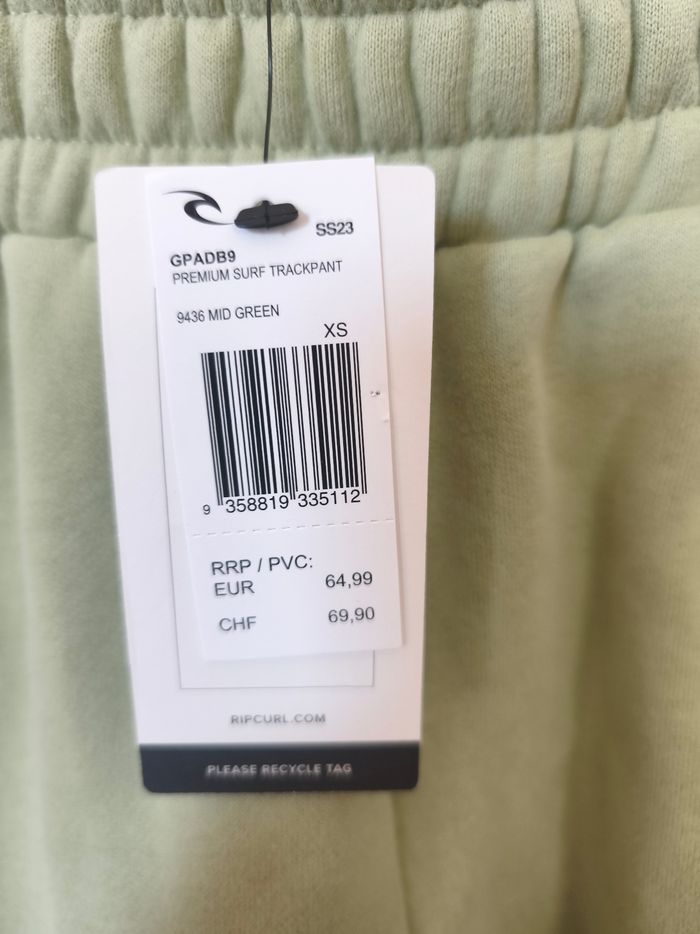 SS23
GPADB9
PREMIUM SURF TRACKPANT
9436 MID GREEN
XS
9 358819 335112
RRP / PVC:
EUR 64,99
CHF 69,90
RIPCURL.COM
PLEASE RECYCLE TAG